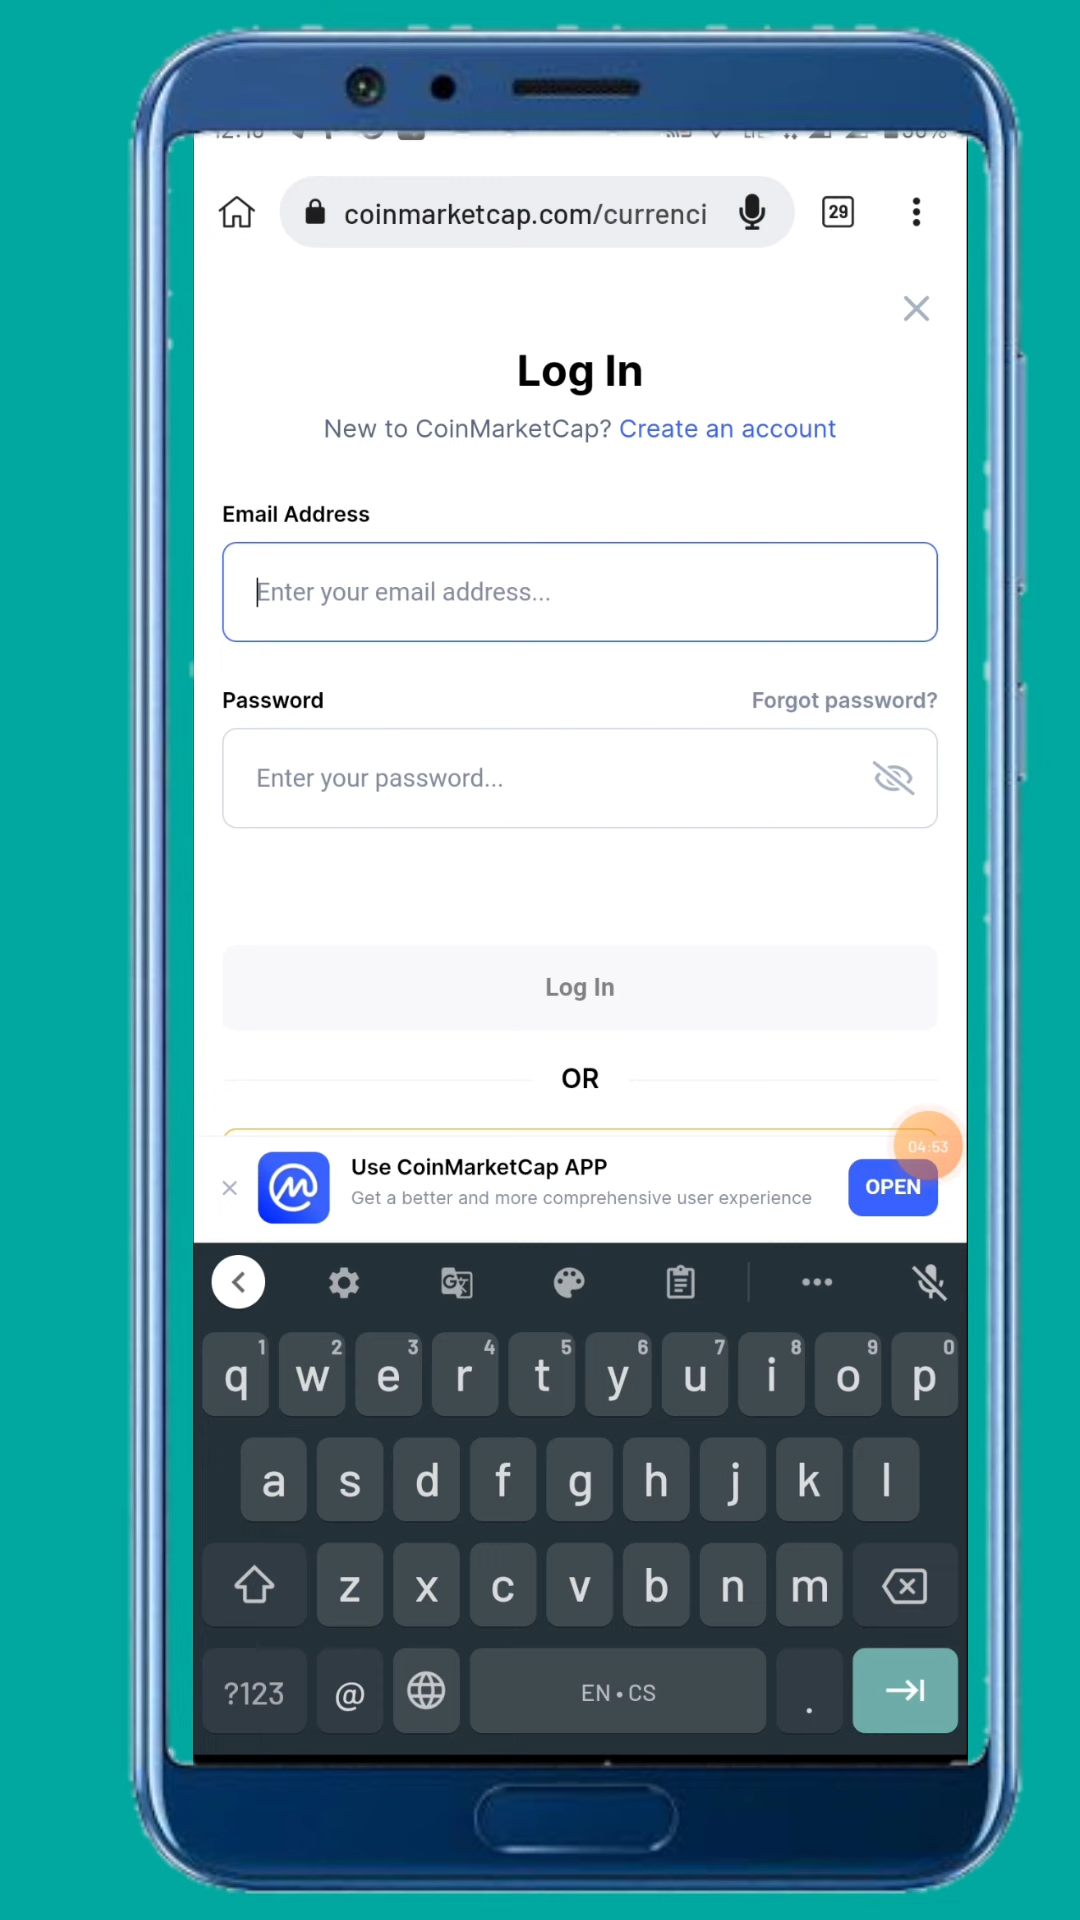 coinmarketcap.com/currenci
29
Log In
New to CoinMarketCap? Create an account
Email Address
Enter your email address...
Password Forgot password?
Enter your password...
Log In
OR
04:53
Use CoinMarketCap APP
Get a better and more comprehensive user experience
OPEN
1 2 3 4 5 6 7 8 9 0
q w e r t y u i o p
a s d f g h j k l
z x c v b n m
?123 @ EN • CS .